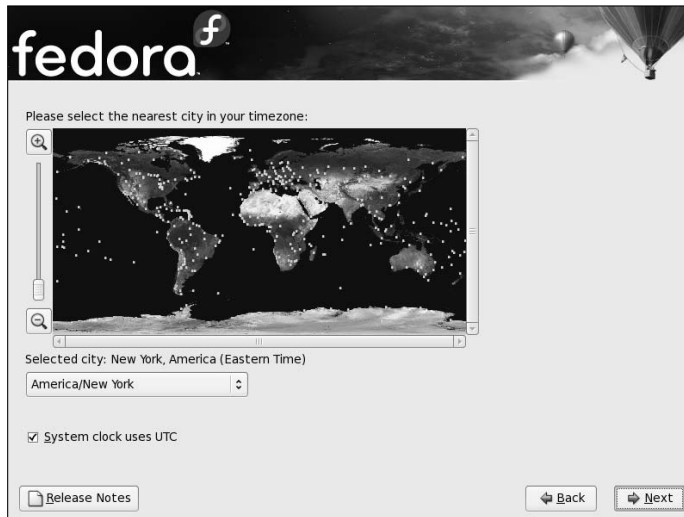 fedora
Please select the nearest city in your timezone:
Selected city: New York, America (Eastern Time)
America/New York
System clock uses UTC
Release Notes
Back
Next